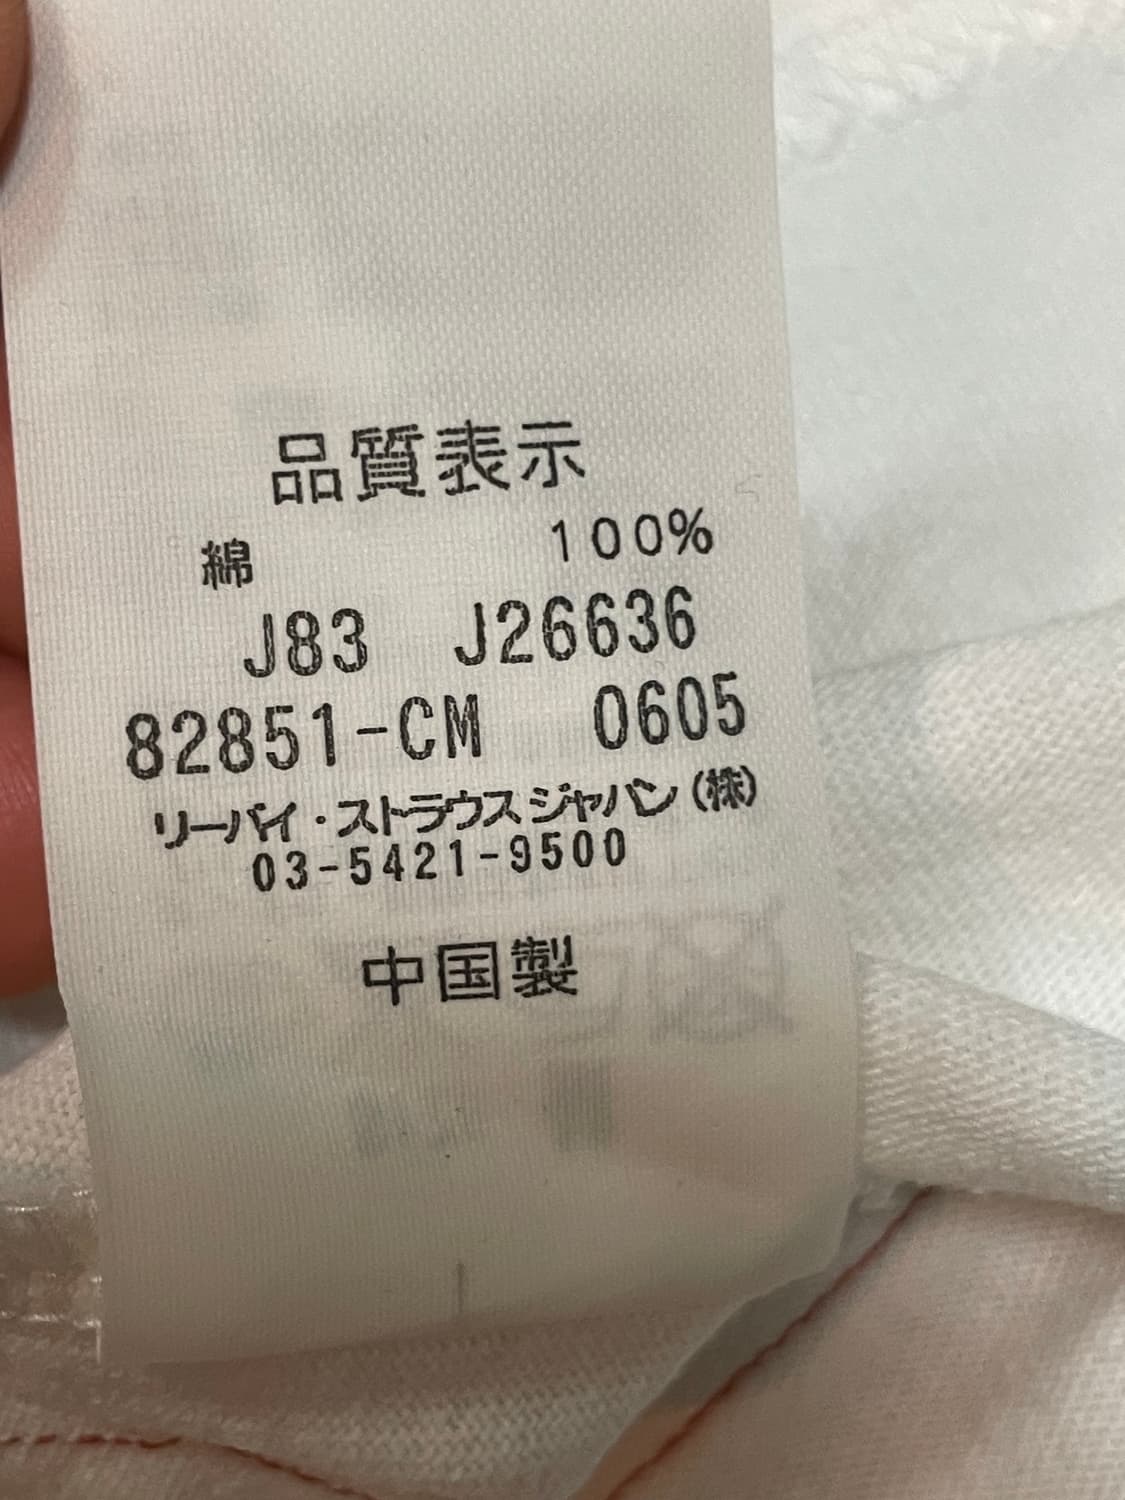 品質表示
綿 100%
J83 J26636
82851-CM 0605
リーバイ・ストラウスジャパン(株)
03-5421-9500
中国製